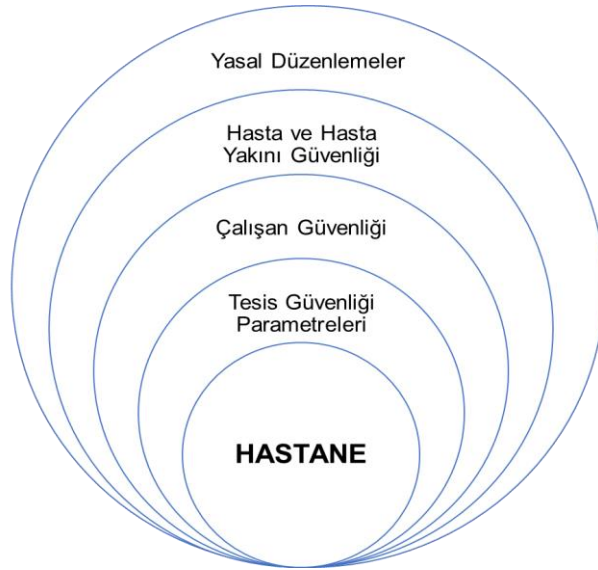 Yasal Düzenlemeler
Hasta ve Hasta
Yakını Güvenliği
Çalışan Güvenliği
Tesis Güvenliği
Parametreleri
HASTANE